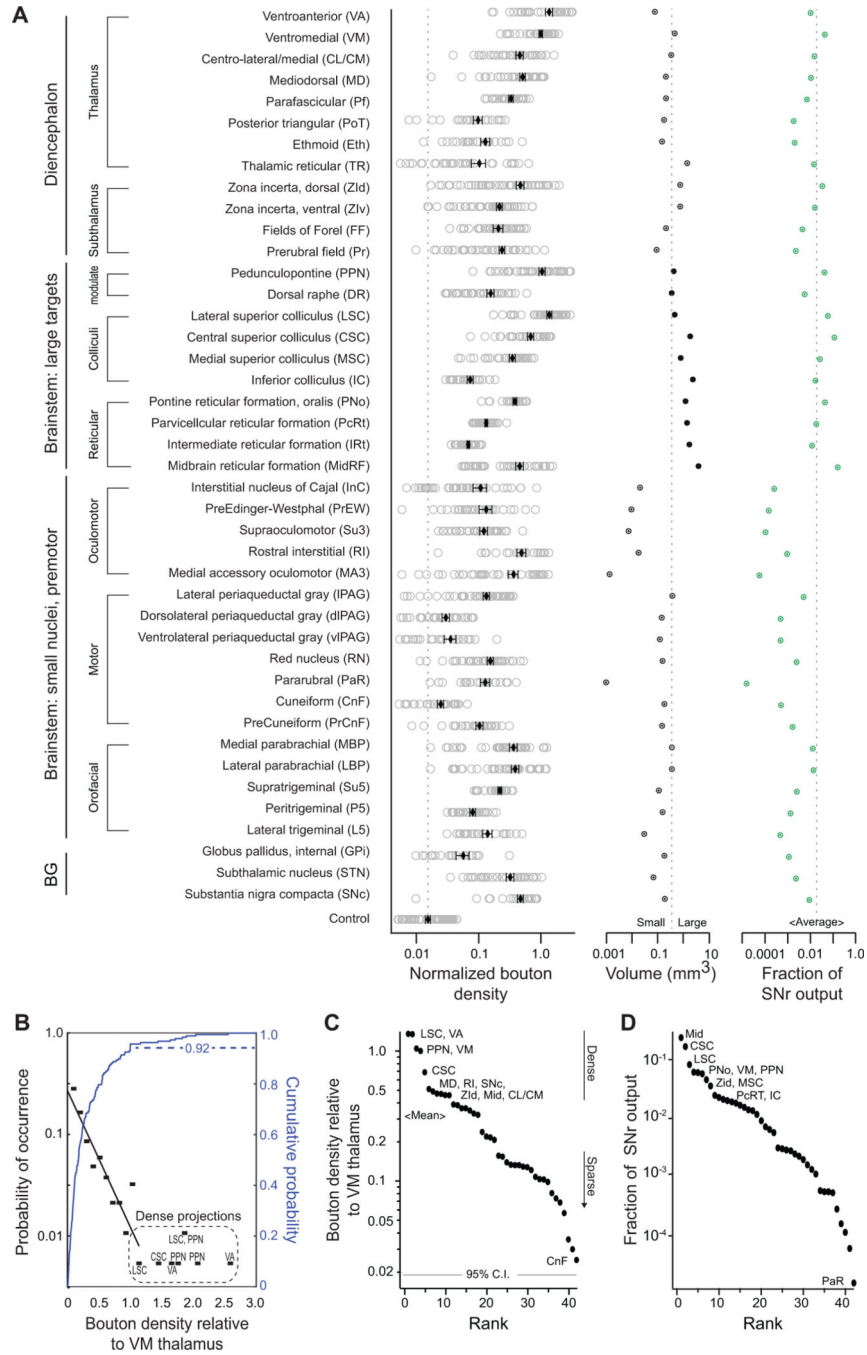 A
Diencephalon
Thalamus
Ventroanterior (VA)
Ventromedial (VM)
Centro-lateral/medial (CL/CM)
Mediodorsal (MD)
Parafascicular (Pf)
Posterior triangular (PoT)
Ethmoid (Eth)
Thalamic reticular (TR)
Subthalamus
Zona incerta, dorsal (ZId)
Zona incerta, ventral (ZIv)
Fields of Forel (FF)
Prerubral field (Pr)
Brainstem: large targets
modulate
Pedunculopontine (PPN)
Dorsal raphe (DR)
Colliculi
Lateral superior colliculus (LSC)
Central superior colliculus (CSC)
Medial superior colliculus (MSC)
Inferior colliculus (IC)
Reticular
Pontine reticular formation, oralis (PNo)
Parvicellcular reticular formation (PcRt)
Intermediate reticular formation (IRt)
Midbrain reticular formation (MidRF)
Brainstem: small nuclei, premotor
Oculomotor
Interstitial nucleus of Cajal (InC)
PreEdinger-Westphal (PrEW)
Supraoculomotor (Su3)
Rostral interstitial (RI)
Medial accessory oculomotor (MA3)
Motor
Lateral periaqueductal gray (lPAG)
Dorsolateral periaqueductal gray (dlPAG)
Ventrolateral periaqueductal gray (vlPAG)
Red nucleus (RN)
Pararubral (PaR)
Cuneiform (CnF)
PreCuneiform (PrCnF)
Orofacial
Medial parabrachial (MBP)
Lateral parabrachial (LBP)
Supratrigeminal (Su5)
Peritrigeminal (P5)
Lateral trigeminal (L5)
BG
Globus pallidus, internal (GPi)
Subthalamic nucleus (STN)
Substantia nigra compacta (SNc)
Control
Small Large <Average>
0.01 0.1 1.0
Normalized bouton
density
0.001 0.1 10
Volume (mm3)
0.0001 0.01 1.0
Fraction of
SNr output
B
Probability of occurrence
1.0
0.1
0.01
0.92
Dense projections
LSC, PPN
CSC PPN PPN VA
LSC VA
1.0
0.8
0.6
0.4
0.2
0
Cumulative probability
0 0.5 1.0 1.5 2.0 2.5 3.0
Bouton density relative
to VM thalamus
C
Bouton density relative
to VM thalamus
1.0
0.5
0.2
0.1
0.05
0.02
LSC, VA
PPN, VM
CSC
MD, RI, SNc,
ZId, Mid, CL/CM
<Mean>
Dense
Sparse
CnF
95% C.I.
0 10 20 30 40
Rank
D
Fraction of SNr output
10-1
10-2
10-3
10-4
Mid
CSC
LSC
PNo, VM, PPN
Zid, MSC
PcRT, IC
PaR
0 10 20 30 40
Rank